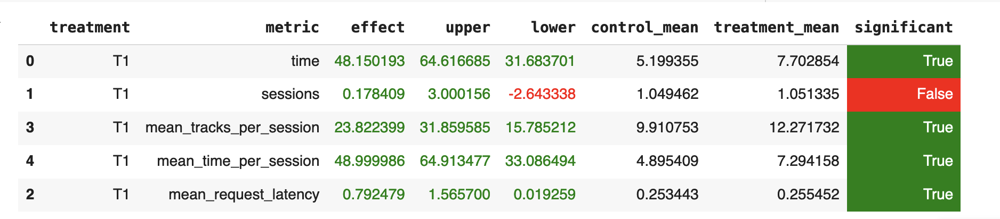 treatment metric effect upper lower control_mean treatment_mean significant
0 T1 time 48.150193 64.616685 31.683701 5.199355 7.702854 True
1 T1 sessions 0.178409 3.000156 -2.643338 1.049462 1.051335 False
3 T1 mean_tracks_per_session 23.822399 31.859585 15.785212 9.910753 12.271732 True
4 T1 mean_time_per_session 48.999986 64.913477 33.086494 4.895409 7.294158 True
2 T1 mean_request_latency 0.792479 1.565700 0.019259 0.253443 0.255452 True